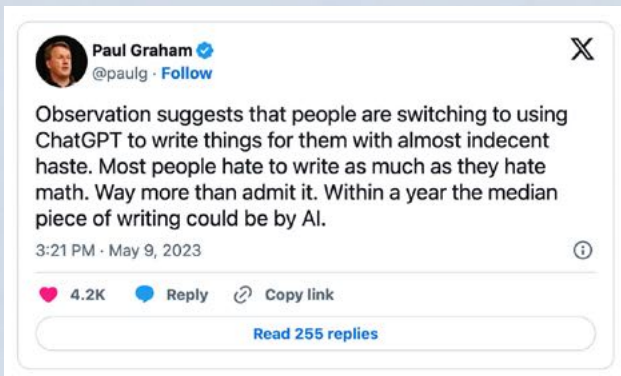 Paul Graham
@paulg · Follow
Observation suggests that people are switching to using
ChatGPT to write things for them with almost indecent
haste. Most people hate to write as much as they hate
math. Way more than admit it. Within a year the median
piece of writing could be by AI.
3:21 PM · May 9, 2023
4.2K Reply Copy link
Read 255 replies